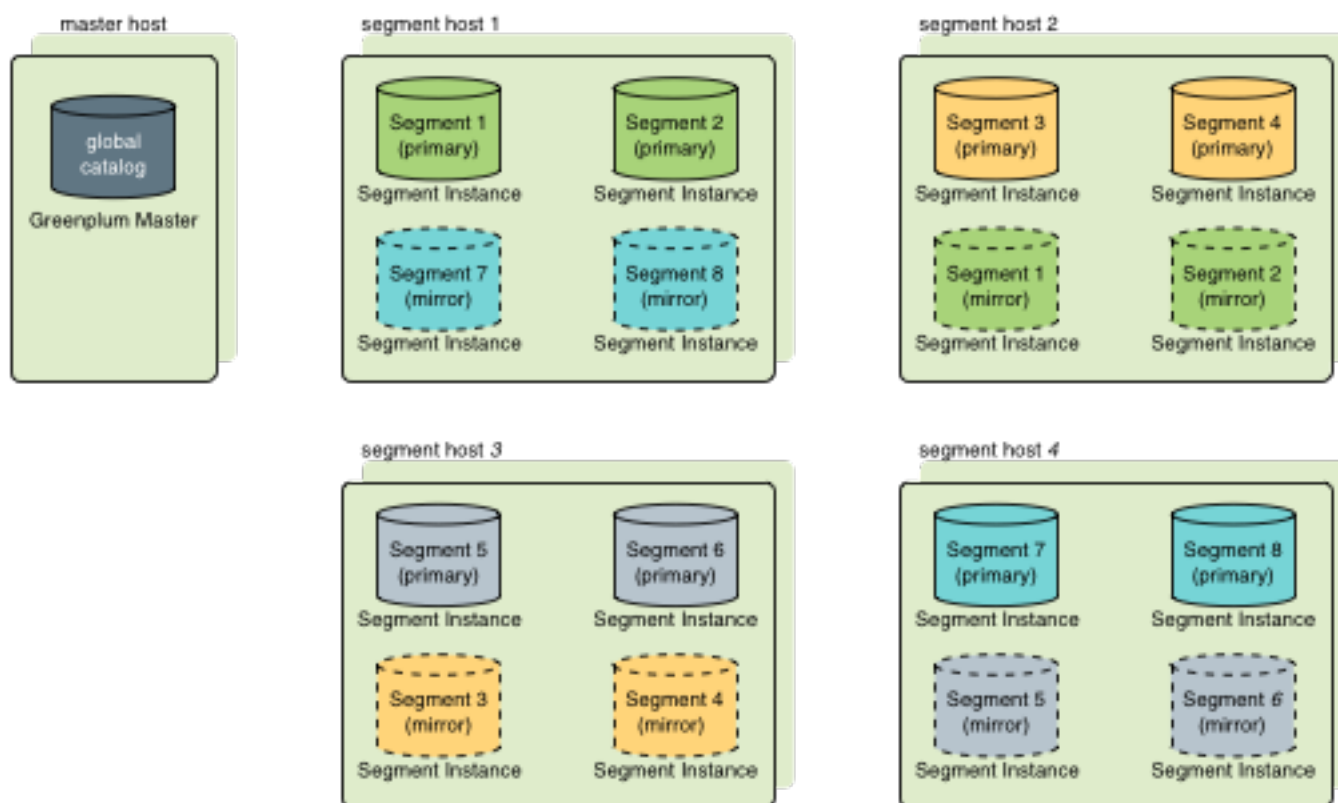 master host
global
catalog
Greenplum Master
segment host 1
Segment 1
(primary)
Segment Instance
Segment 2
(primary)
Segment Instance
Segment 7
(mirror)
Segment Instance
Segment 8
(mirror)
Segment Instance
segment host 2
Segment 3
(primary)
Segment Instance
Segment 4
(primary)
Segment Instance
Segment 1
(mirror)
Segment Instance
Segment 2
(mirror)
Segment Instance
segment host 3
Segment 5
(primary)
Segment Instance
Segment 6
(primary)
Segment Instance
Segment 3
(mirror)
Segment Instance
Segment 4
(mirror)
Segment Instance
segment host 4
Segment 7
(primary)
Segment Instance
Segment 8
(primary)
Segment Instance
Segment 5
(mirror)
Segment Instance
Segment 6
(mirror)
Segment Instance